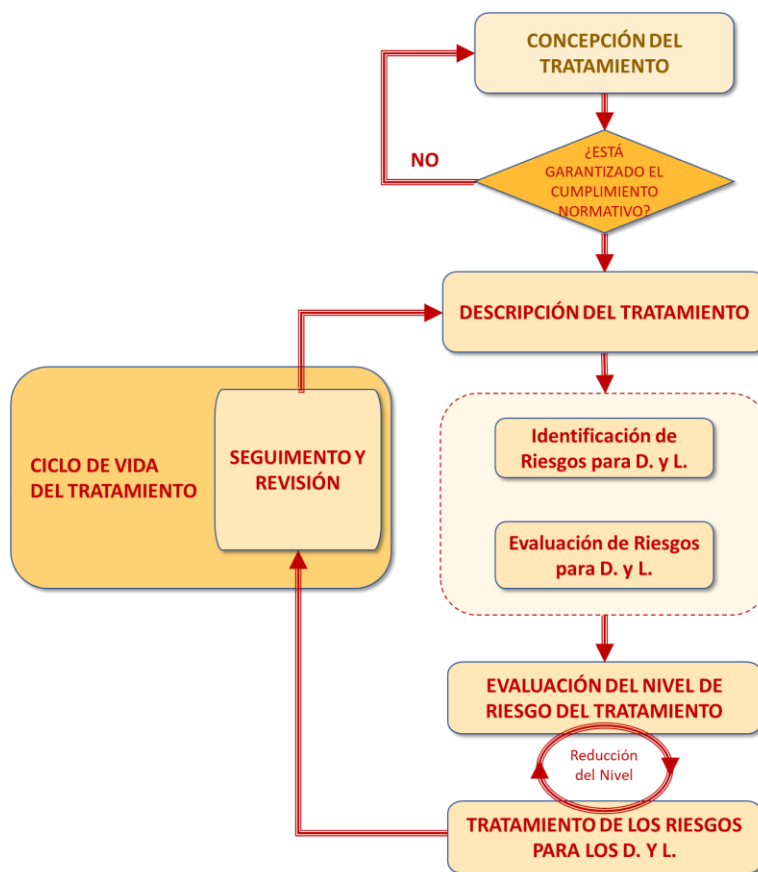 CONCEPCIÓN DEL
TRATAMIENTO
NO
¿ESTÁ
GARANTIZADO EL
CUMPLIMIENTO
NORMATIVO?
DESCRIPCIÓN DEL TRATAMIENTO
CICLO DE VIDA
DEL TRATAMIENTO
SEGUIMENTO Y
REVISIÓN
Identificación de
Riesgos para D. y L.
Evaluación de Riesgos
para D. y L.
EVALUACIÓN DEL NIVEL DE
RIESGO DEL TRATAMIENTO
Reducción
del Nivel
TRATAMIENTO DE LOS RIESGOS
PARA LOS D. Y L.